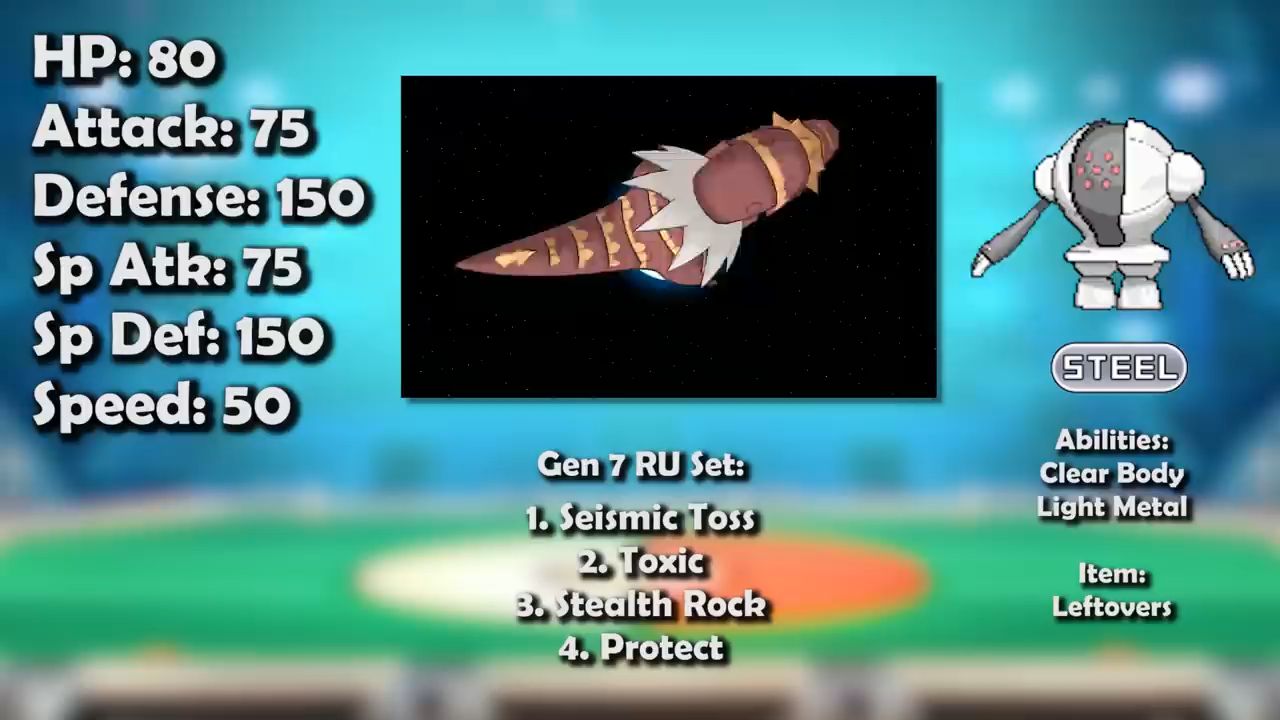 HP: 80
Attack: 75
Defense: 150
Sp Atk: 75
Sp Def: 150
Speed: 50
Gen 7 RU Set:
1. Seismic Toss
2. Toxic
3. Stealth Rock
4. Protect
STEEL
Abilities:
Clear Body
Light Metal
Item:
Leftovers